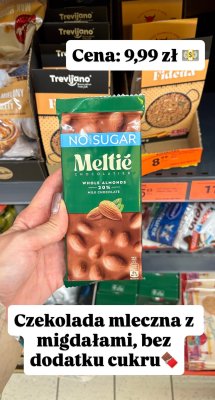 Trevijano
Trevijano
Cena: 9,99 zł 💵
Fideuá
NO SUGAR
Meltié
CHOCOLATIER
WHOLE ALMONDS
30%
MILK CHOCOLATE
Czekolada mleczna z
migdałami, bez
dodatku cukru🍫